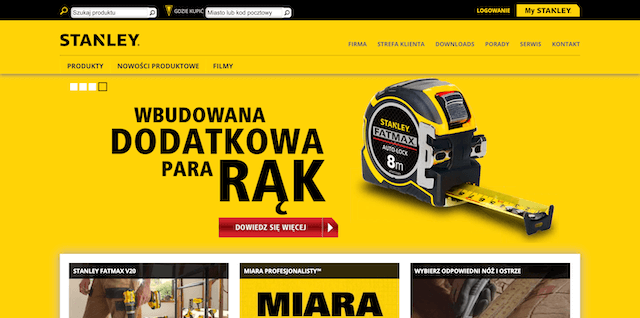 Szukaj produktu
GDZIE KUPIĆ
Miasto lub kod pocztowy
LOGOWANIE
My STANLEY.
STANLEY.
FIRMA STREFA KLIENTA DOWNLOADS PORADY SERWIS KONTAKT
PRODUKTY NOWOŚCI PRODUKTOWE FILMY
WBUDOWANA
DODATKOWA
PARA RĄK
DOWIEDZ SIĘ WIĘCEJ
STANLEY
FATMAX
AUTO-LOCK
8m
STANLEY FATMAX V20
MIARA PROFESJONALISTY™
WYBIERZ ODPOWIEDNI NÓŻ I OSTRZE
MIARA